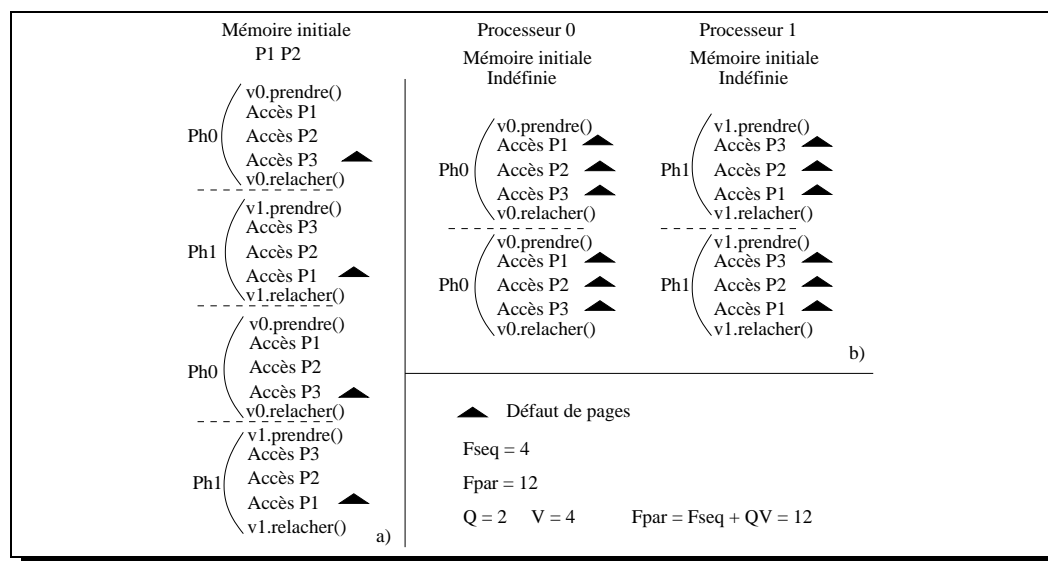 Mémoire initiale
P1 P2
Ph0
v0.prendre()
Accès P1
Accès P2
Accès P3
v0.relacher()
Ph1
v1.prendre()
Accès P3
Accès P2
Accès P1
v1.relacher()
Ph0
v0.prendre()
Accès P1
Accès P2
Accès P3
v0.relacher()
Ph1
v1.prendre()
Accès P3
Accès P2
Accès P1
v1.relacher()
a)
Processeur 0
Mémoire initiale
Indéfinie
Ph0
v0.prendre()
Accès P1
Accès P2
Accès P3
v0.relacher()
Ph0
v0.prendre()
Accès P1
Accès P2
Accès P3
v0.relacher()
Processeur 1
Mémoire initiale
Indéfinie
Ph1
v1.prendre()
Accès P3
Accès P2
Accès P1
v1.relacher()
Ph1
v1.prendre()
Accès P3
Accès P2
Accès P1
v1.relacher()
b)
Défaut de pages
Fseq = 4
Fpar = 12
Q = 2 V = 4 Fpar = Fseq + QV = 12